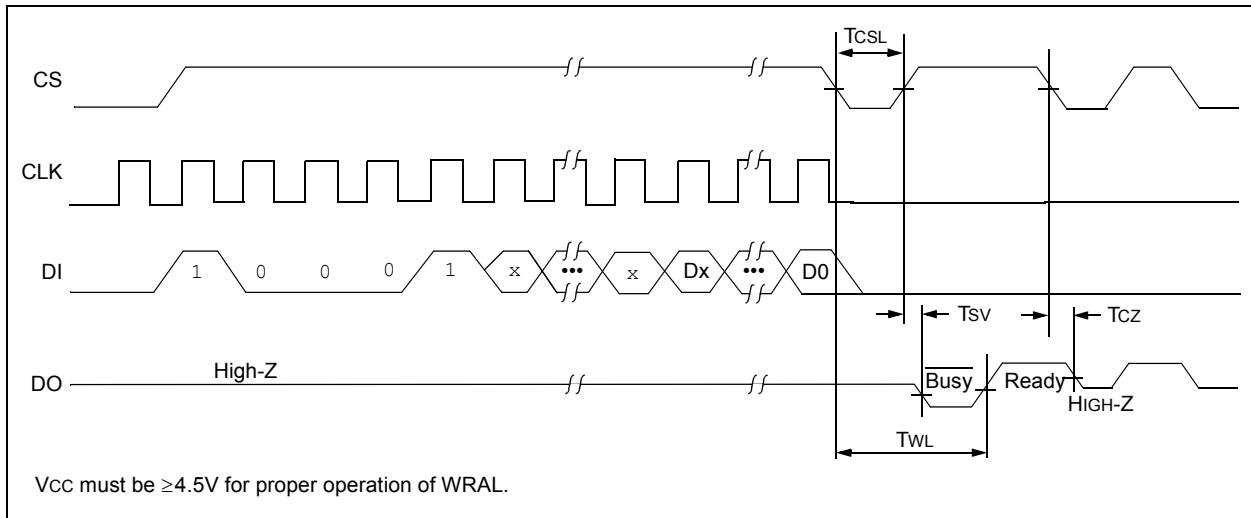 TCSL
CS
CLK
DI 1 0 0 0 1 x ••• x Dx ••• D0
TSV TCZ
High-Z
DO Busy Ready
HIGH-Z
TWL
VCC must be ≥4.5V for proper operation of WRAL.